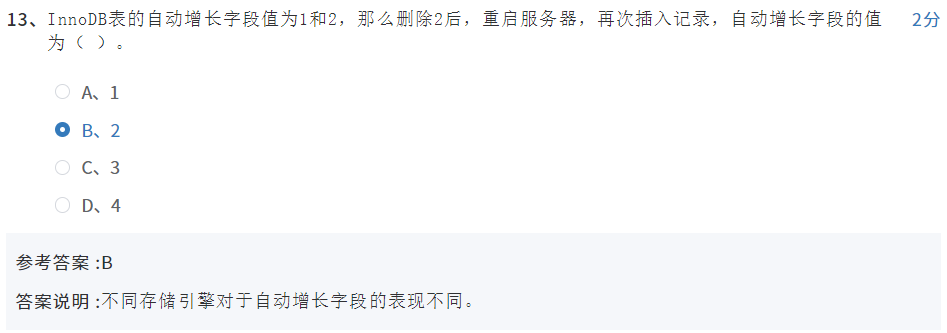 13、InnoDB表的自动增长字段值为1和2，那么删除2后，重启服务器，再次插入记录，自动增长字段的值 2分
为（ ）。
A、1
B、2
C、3
D、4
参考答案 :B
答案说明 :不同存储引擎对于自动增长字段的表现不同。